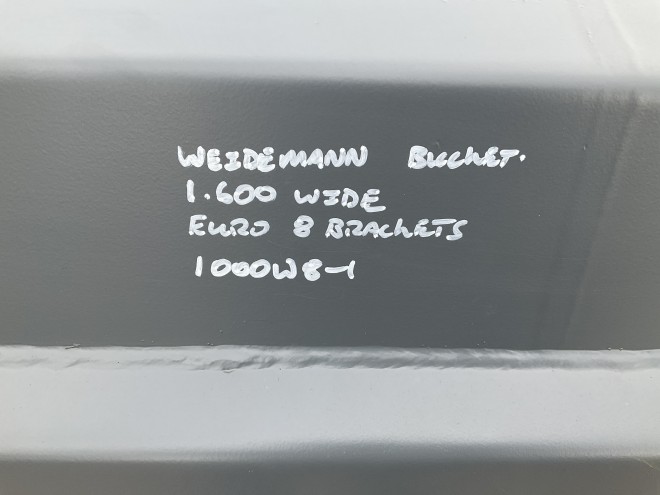 WEIDEMANN BUCKET.
1.600 WIDE
EURO 8 BRACKETS
1000W8-1